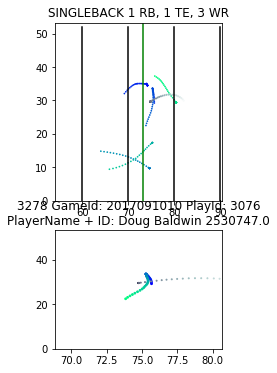 SINGLEBACK 1 RB, 1 TE, 3 WR
50
40
30
20
10
0
60 70 80 90
3278 GameId: 2017091010 PlayId: 3076
PlayerName + ID: Doug Baldwin 2530747.0
40
20
0
70.0 72.5 75.0 77.5 80.0